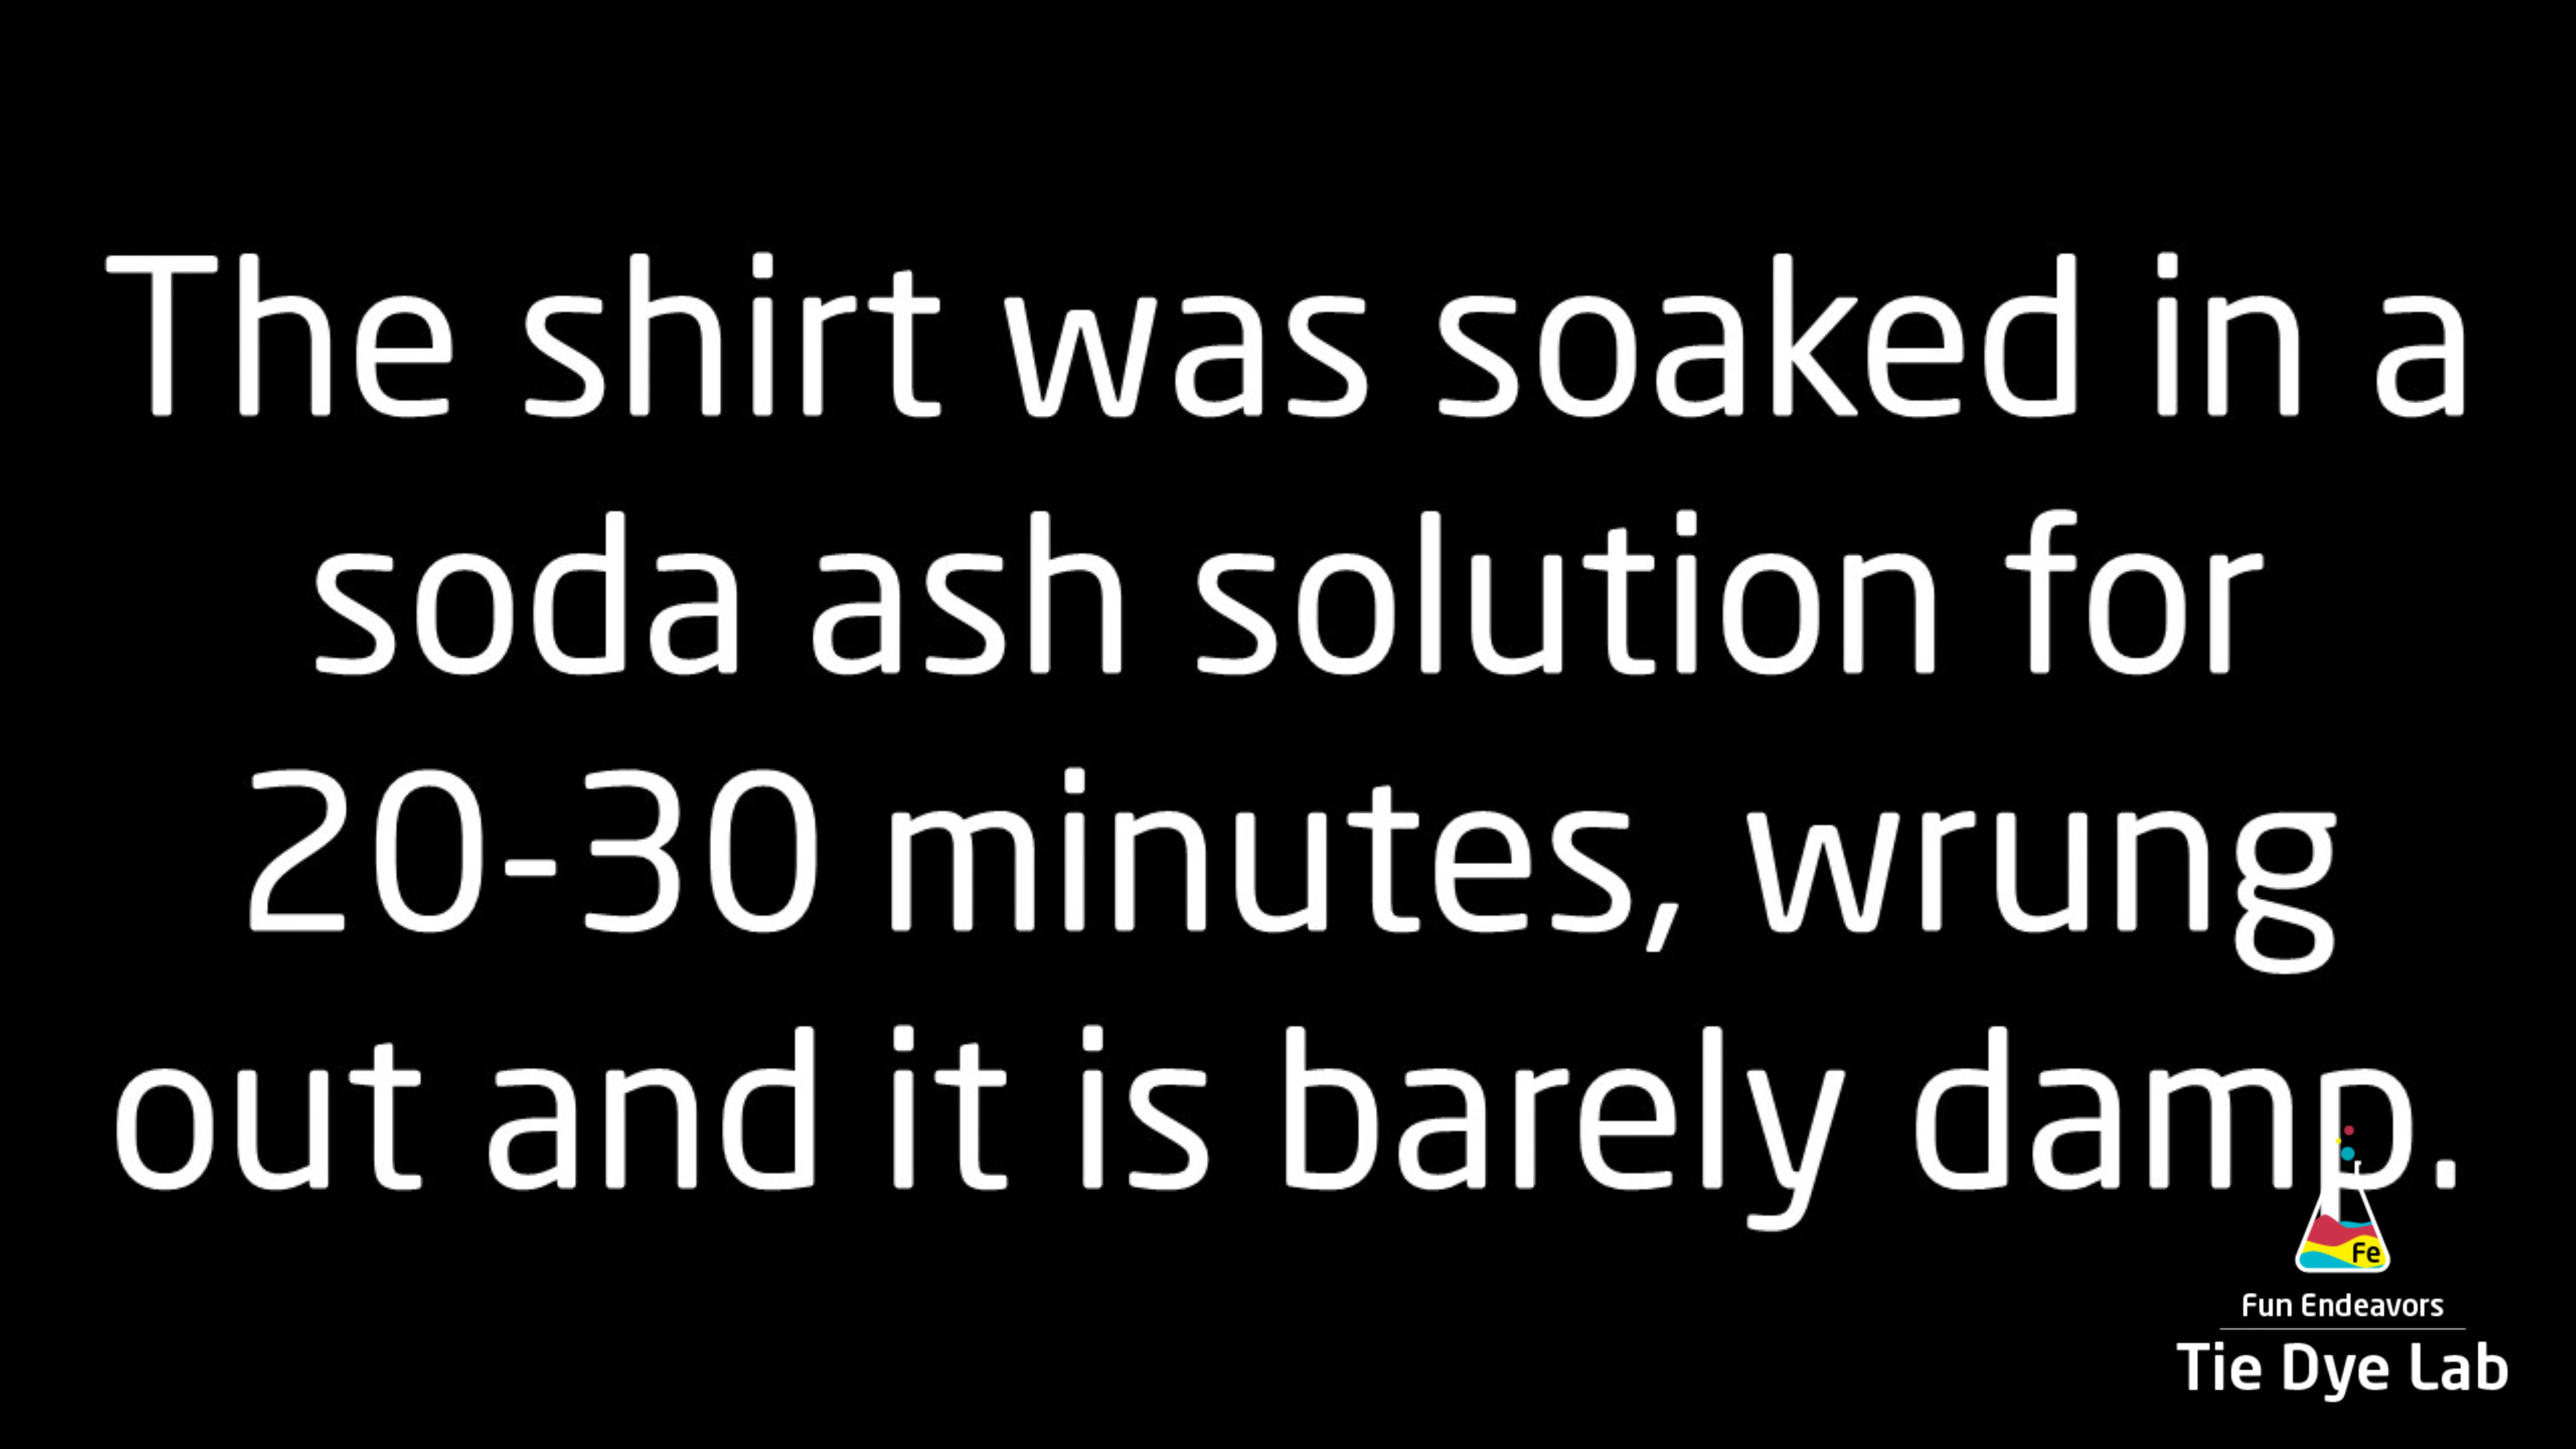 The shirt was soaked in a
soda ash solution for
20-30 minutes, wrung
out and it is barely damp.
Fe
Fun Endeavors
Tie Dye Lab